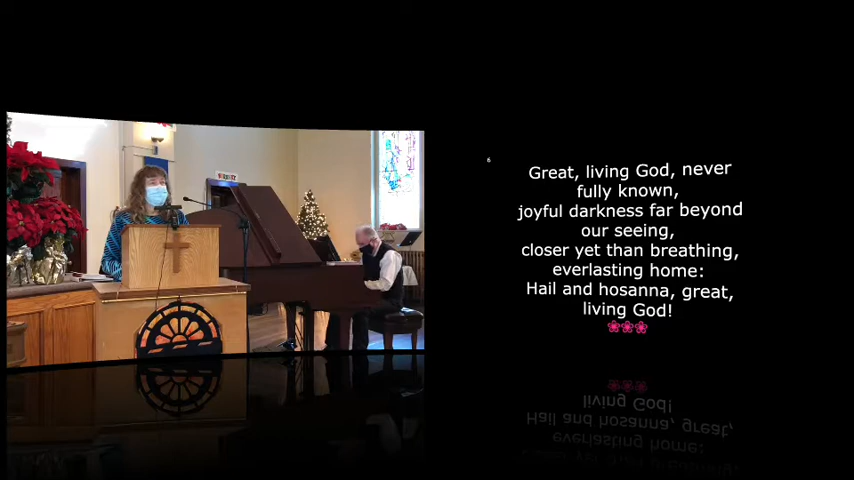 6
Great, living God, never
fully known,
joyful darkness far beyond
our seeing,
closer yet than breathing,
everlasting home:
Hail and hosanna, great,
living God!